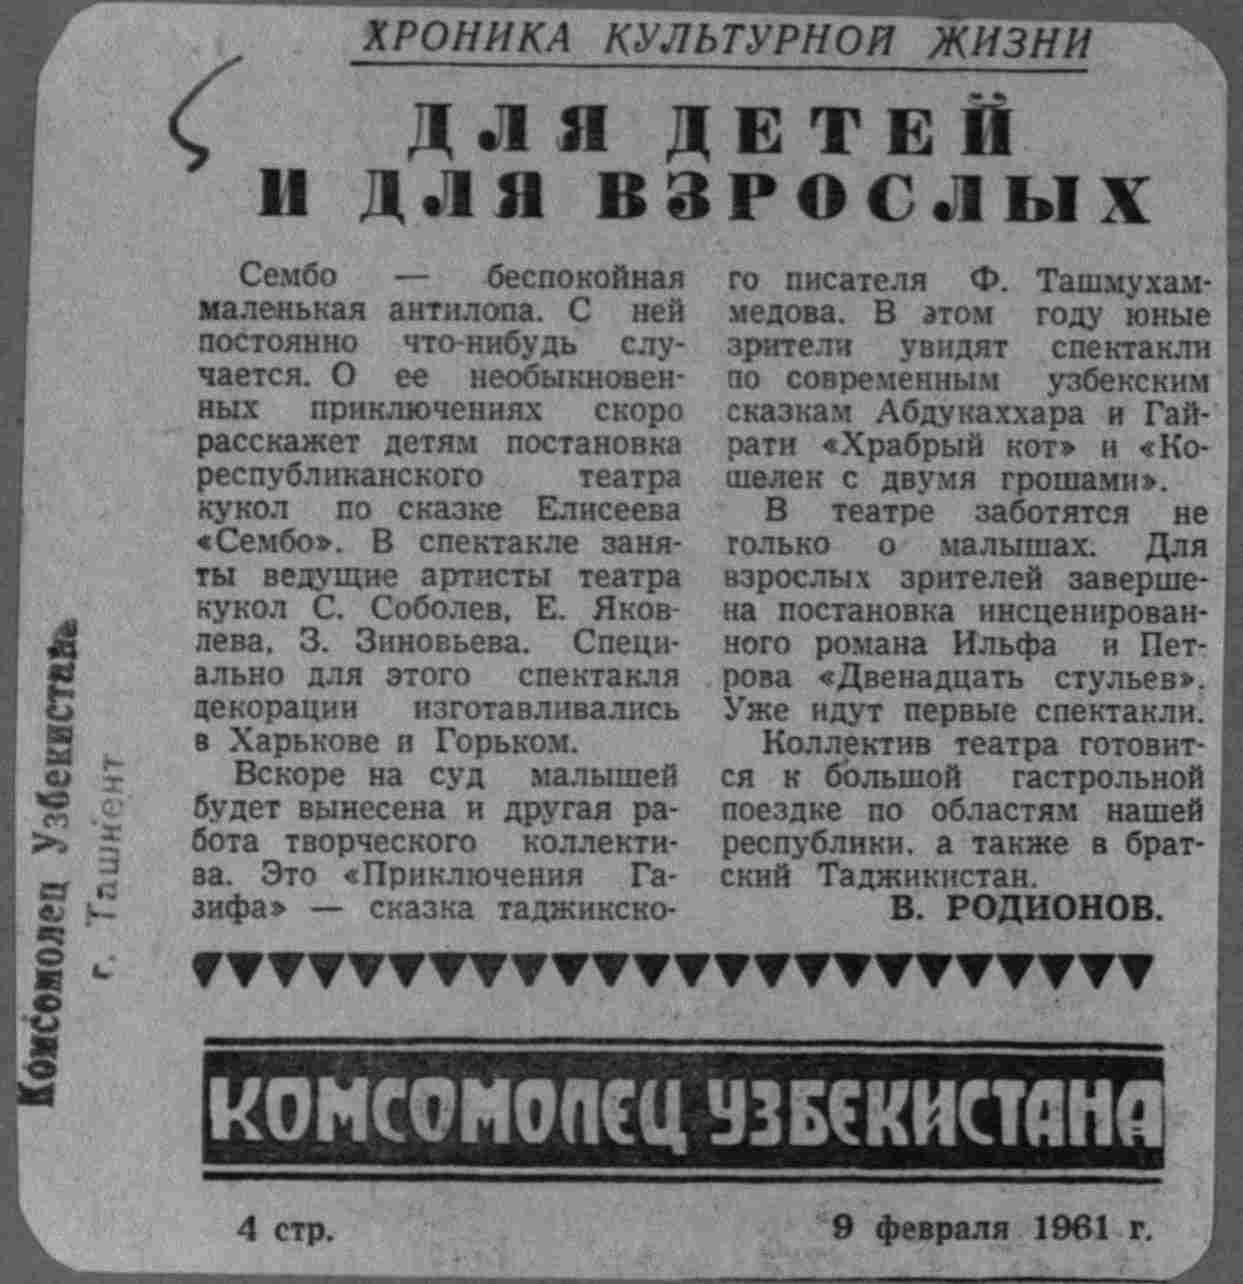 ХРОНИКА КУЛЬТУРНОЙ ЖИЗНИ
ДЛЯ ДЕТЕЙ
И ДЛЯ ВЗРОСЛЫХ
Сембо — беспокойная
маленькая антилопа. С ней
постоянно что-нибудь слу-
чается. О ее необыкновен-
ных приключениях скоро
расскажет детям постановка
республиканского театра
кукол по сказке Елисеева
«Сембо». В спектакле заня-
ты ведущие артисты театра
кукол С. Соболев, Е. Яков-
лева, З. Зиновьева. Специ-
ально для этого спектакля
декорации изготавливались
в Харькове и Горьком.
Вскоре на суд малышей
будет вынесена и другая ра-
бота творческого коллекти-
ва. Это «Приключения Га-
зифа» — сказка таджикско-
го писателя Ф. Ташмухам-
медова. В этом году юные
зрители увидят спектакли
по современным узбекским
сказкам Абдукаххара и Гай-
рати «Храбрый кот» и «Ко-
шелек с двумя грошами».
В театре заботятся не
только о малышах. Для
взрослых зрителей заверше-
на постановка инсценирован-
ного романа Ильфа и Пет-
рова «Двенадцать стульев».
Уже идут первые спектакли.
Коллектив театра готовит-
ся к большой гастрольной
поездке по областям нашей
республики, а также в брат-
ский Таджикистан.
В. РОДИОНОВ.
Комсомолец Узбекистана
г. Ташкент
КОМСОМОЛЕЦ УЗБЕКИСТАНА
4 стр.
9 февраля 1961 г.